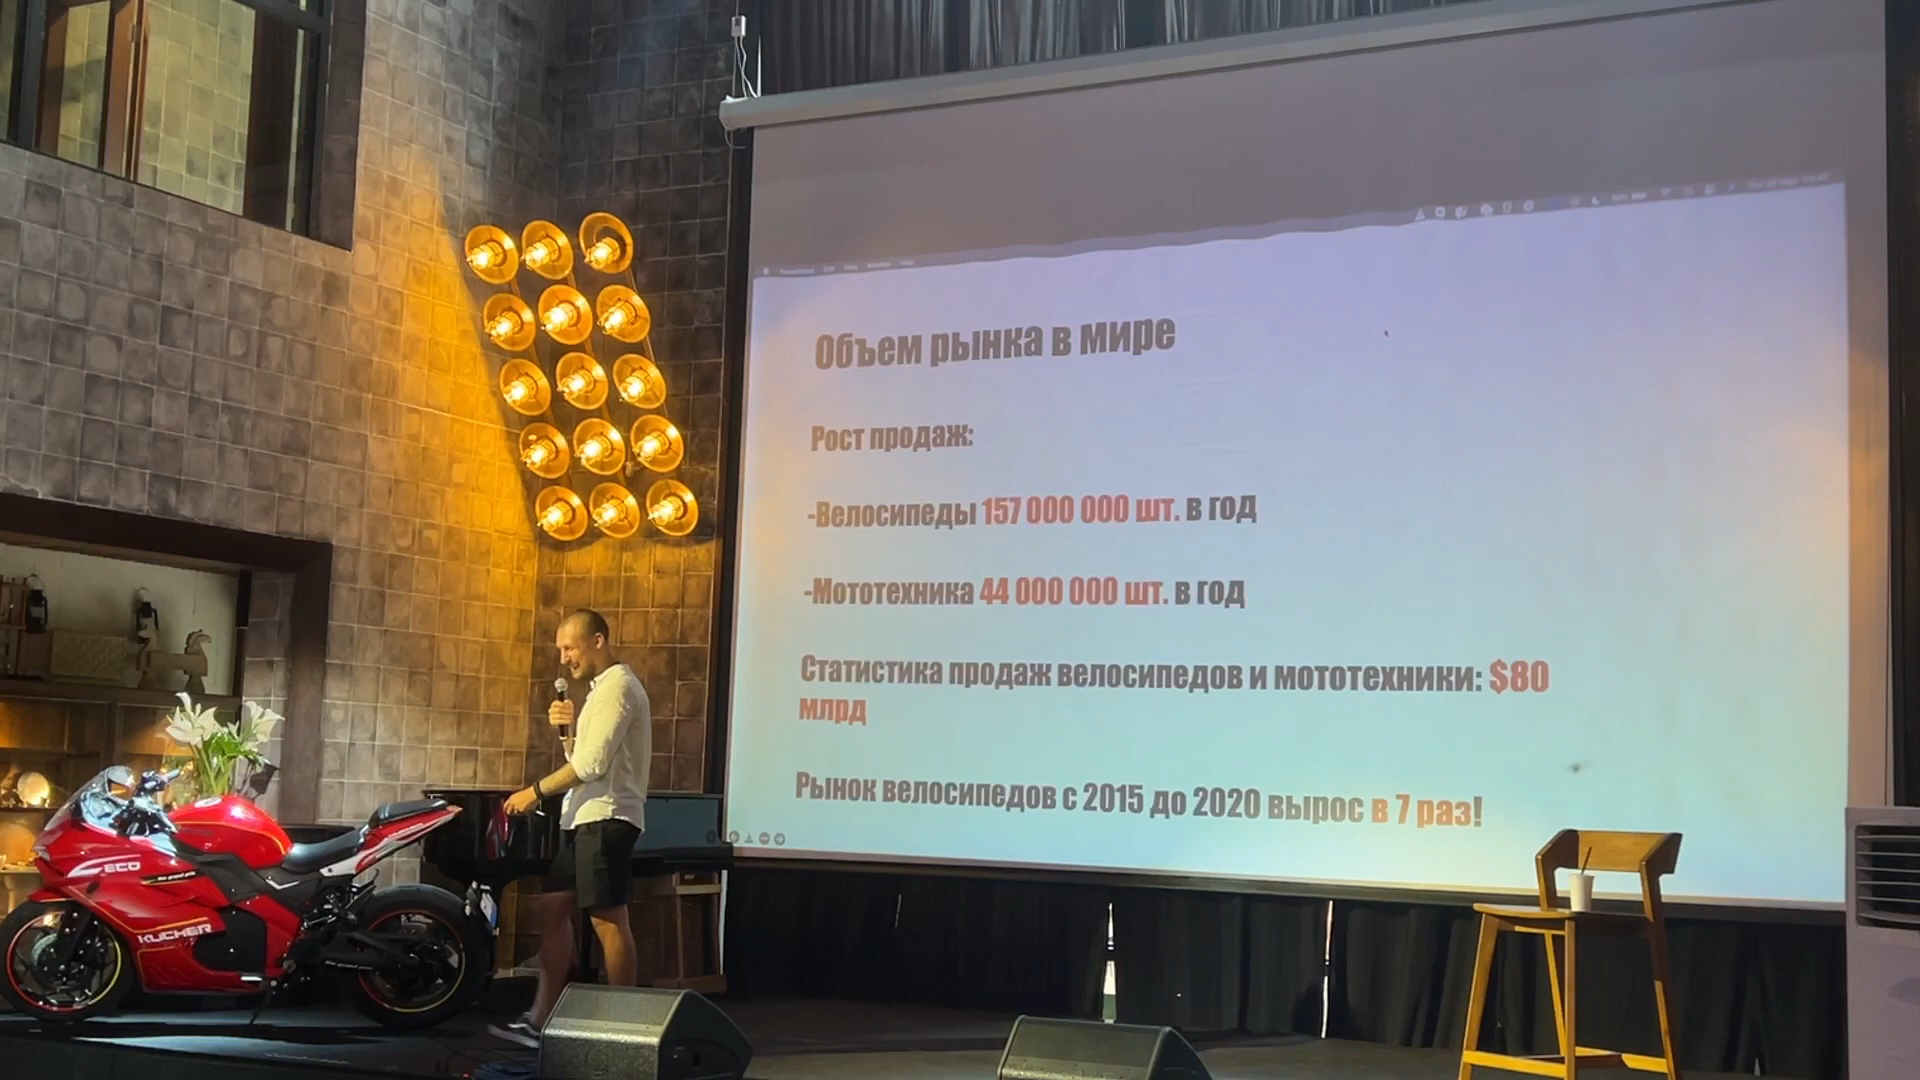 Объем рынка в мире
Рост продаж:
-Велосипеды 157 000 000 шт. в год
-Мототехника 44 000 000 шт. в год
Статистика продаж велосипедов и мототехники: $80
млрд
Рынок велосипедов с 2015 до 2020 вырос в 7 раз!
ECO
KUCHER